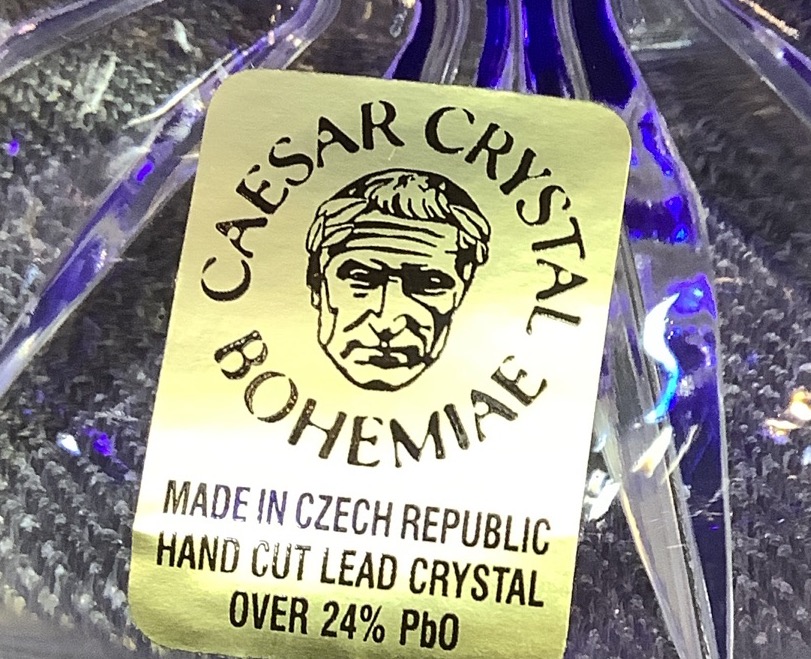 CAESAR CRYSTAL
BOHEMIAE
MADE IN CZECH REPUBLIC
HAND CUT LEAD CRYSTAL
OVER 24% PbO